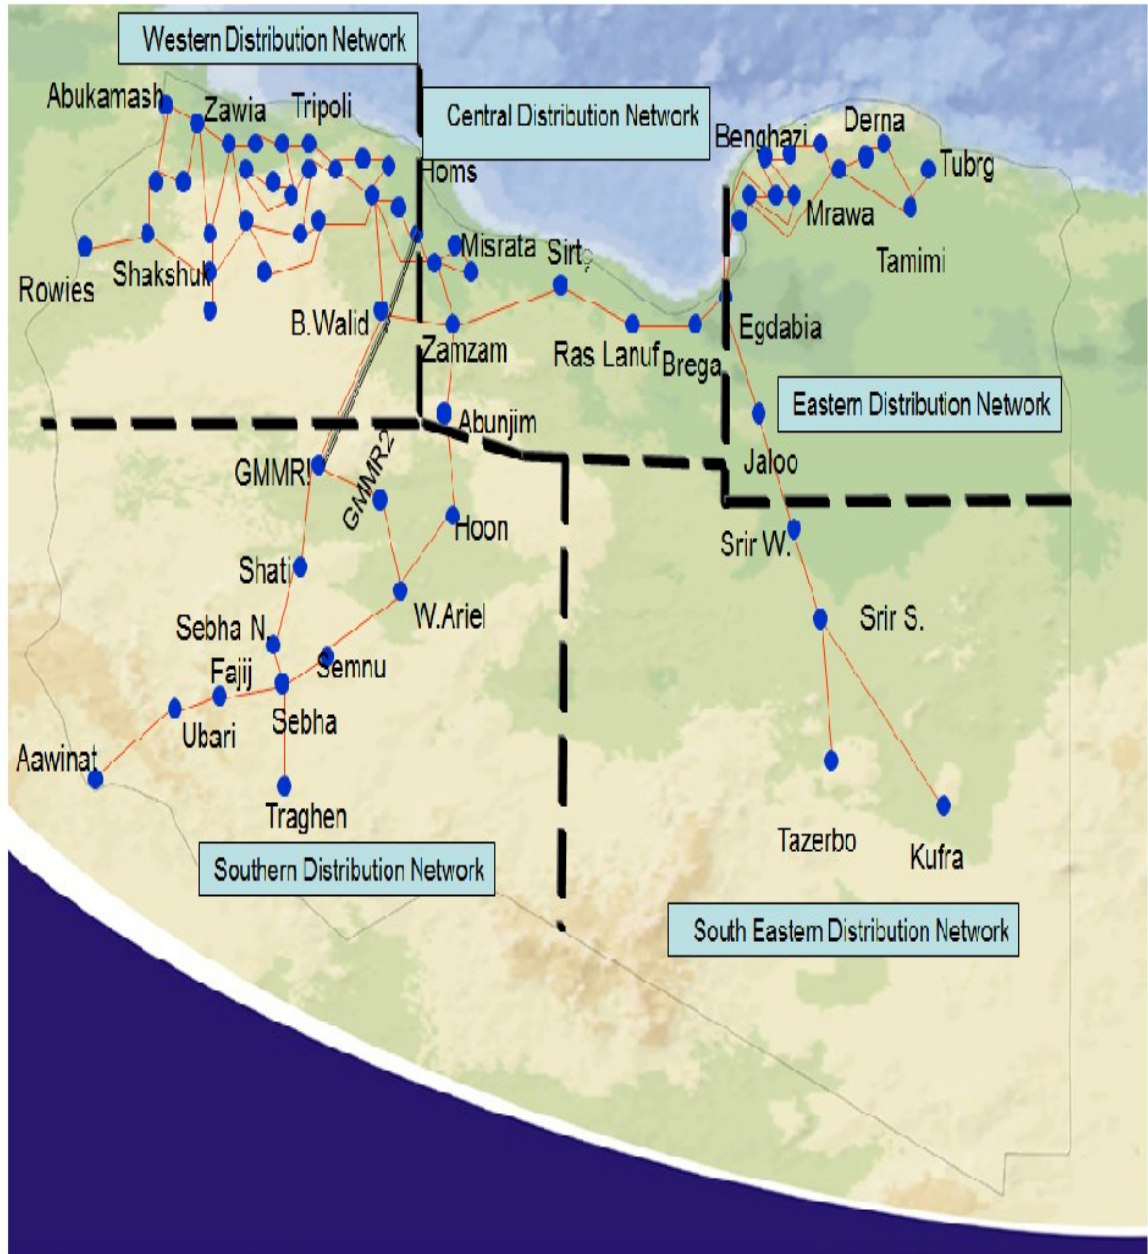 Western Distribution Network
Abukamash
Zawia
Tripoli
Central Distribution Network
Benghazi
Derna
Homs
Tubrg
Mrawa
Rowies
Shakshuk
Misrata
Sirt
Tamimi
B.Walid
Zamzam
Ras Lanuf
Brega
Egdabia
Abunjim
Eastern Distribution Network
GMMR!
GMMR2
Jaloo
Hoon
Srir W.
Shati
W.Ariel
Srir S.
Sebha N.
Semnu
Fajij
Ubari
Sebha
Aawinat
Traghen
Tazerbo
Kufra
Southern Distribution Network
South Eastern Distribution Network